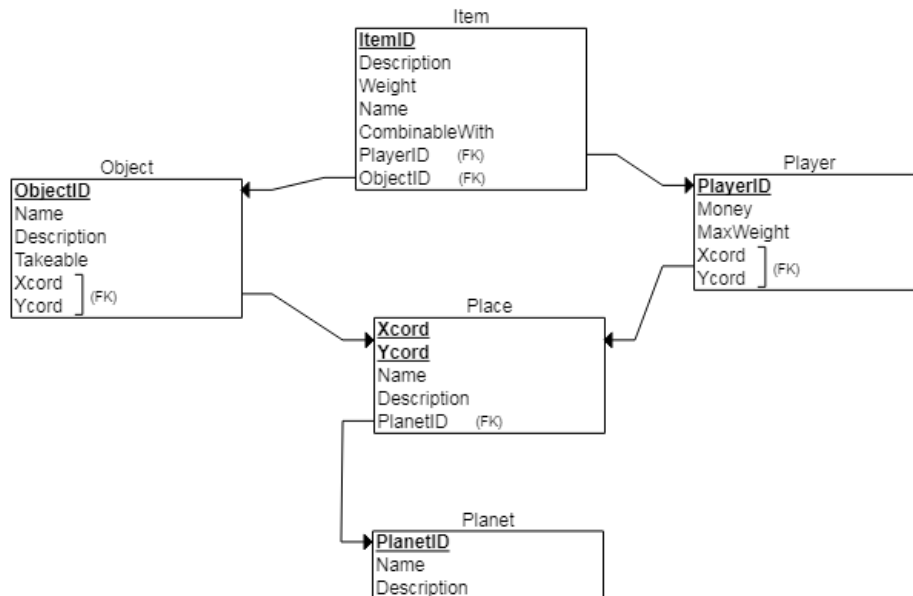 Item
ItemID
Description
Weight
Name
CombinableWith
PlayerID (FK)
ObjectID (FK)
Object
ObjectID
Name
Description
Takeable
Xcord
Ycord
(FK)
Player
PlayerID
Money
MaxWeight
Xcord
Ycord
(FK)
Place
Xcord
Ycord
Name
Description
PlanetID (FK)
Planet
PlanetID
Name
Description